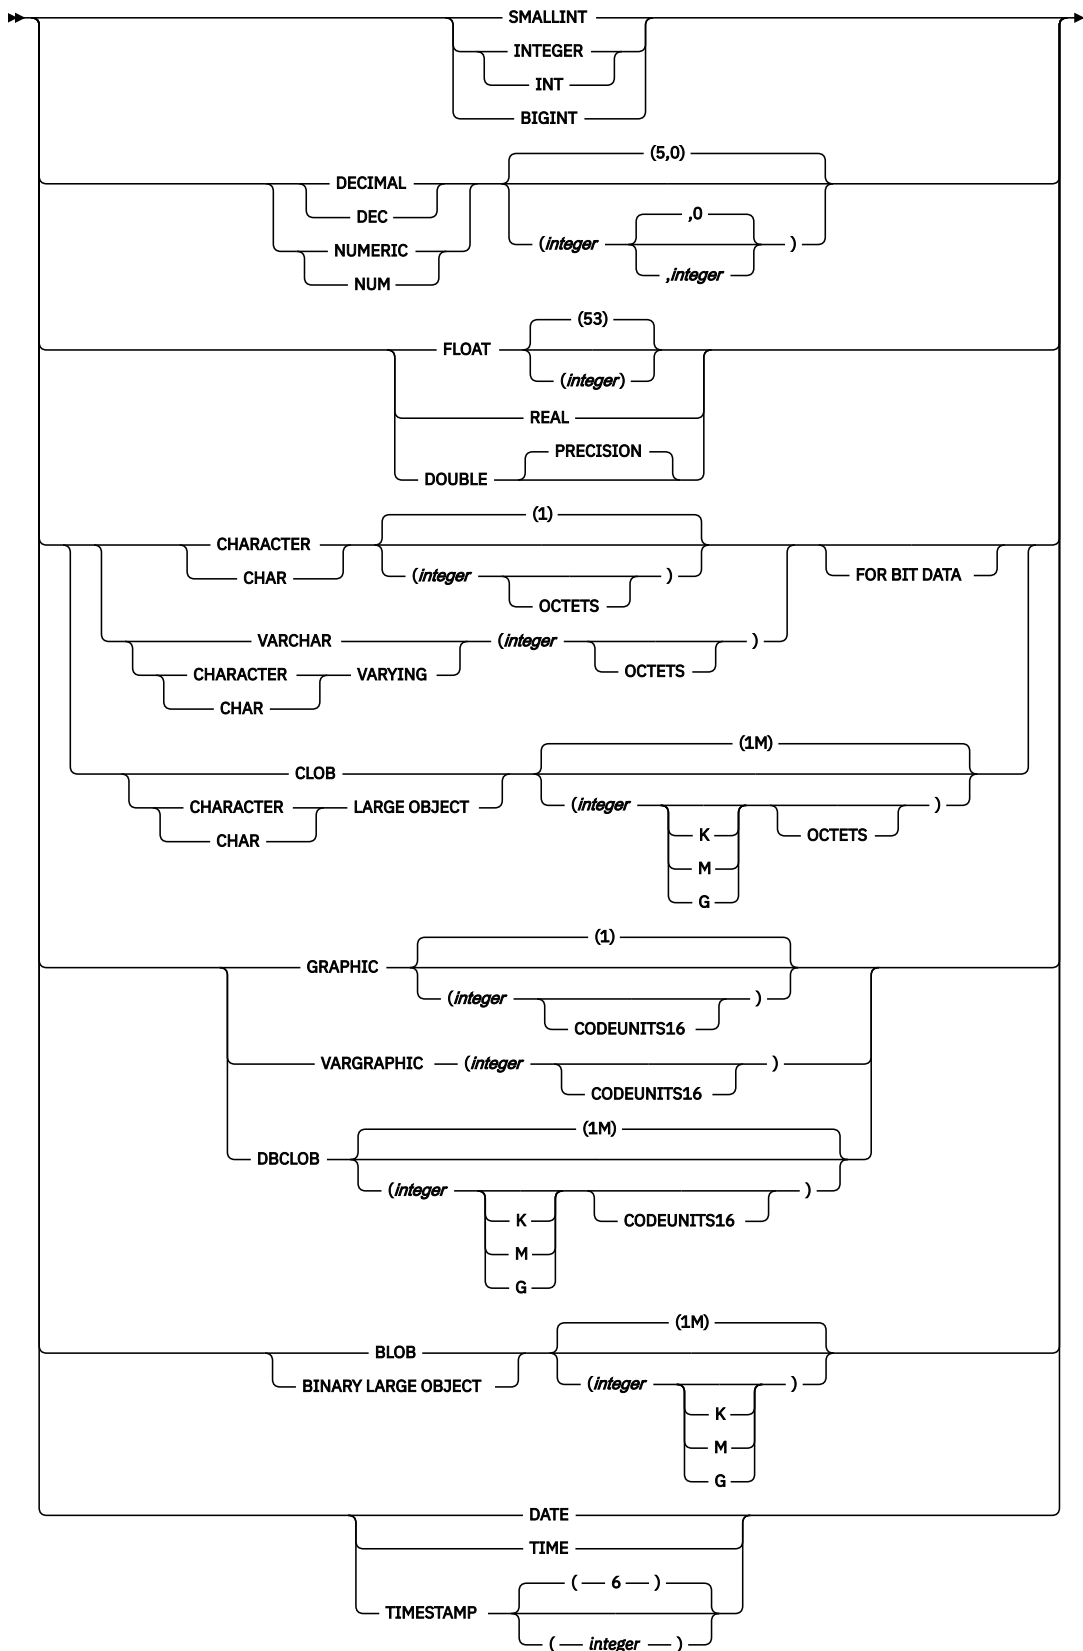 SMALLINT
INTEGER
INT
BIGINT
(5,0)
DECIMAL
DEC
,0
(integer )
NUMERIC
,integer
NUM
(53)
FLOAT
(integer)
REAL
PRECISION
DOUBLE
(1)
CHARACTER
CHAR
(integer )
FOR BIT DATA
OCTETS
VARCHAR (integer )
OCTETS
CHARACTER VARYING
CHAR
(1M)
CLOB
CHARACTER LARGE OBJECT
(integer )
CHAR
K OCTETS
M
G
(1)
GRAPHIC
(integer )
CODEUNITS16
VARGRAPHIC (integer )
CODEUNITS16
(1M)
DBCLOB
(integer )
K CODEUNITS16
M
G
(1M)
BLOB
BINARY LARGE OBJECT (integer )
K
M
G
DATE
TIME
( 6 )
TIMESTAMP
( integer )